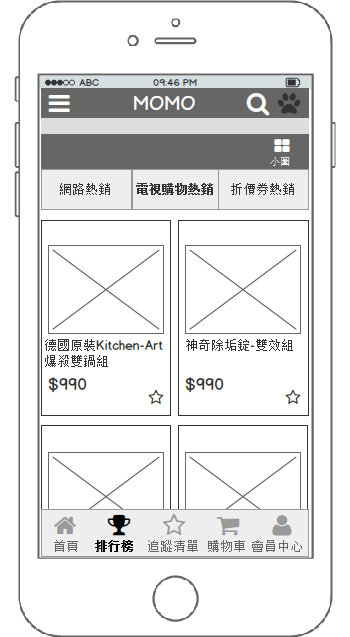 ABC 09:46 PM
MOMO
小圖
網路熱銷 電視購物熱銷 折價券熱銷
德國原裝Kitchen-Art
爆殺雙鍋組
$990
神奇除垢錠-雙效組
$990
首頁 排行榜 追蹤清單 購物車 會員中心